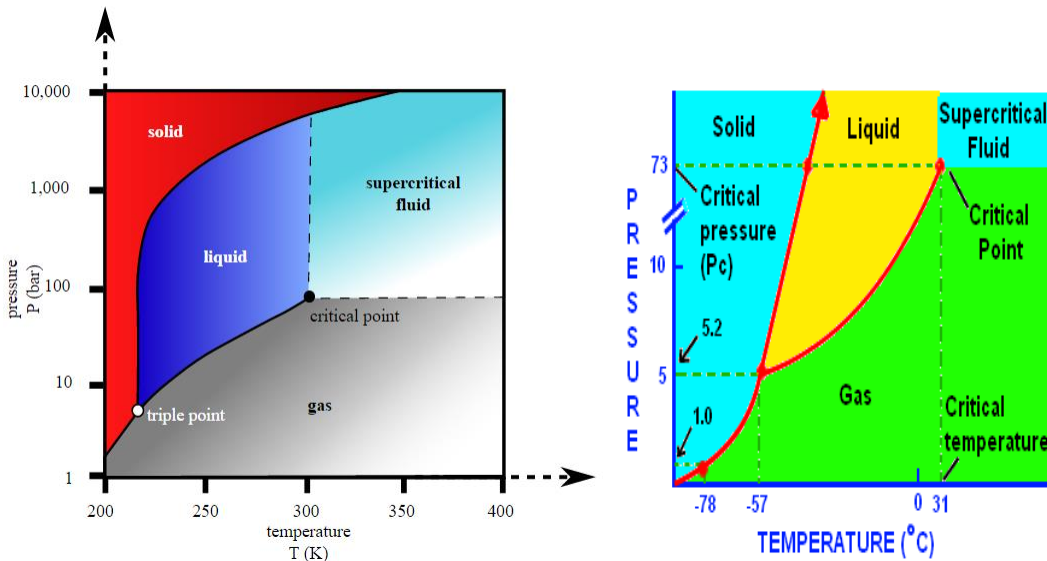 10,000
1,000
100
10
1
pressure
P (bar)
solid
liquid
supercritical
fluid
critical point
triple point
gas
200
250
300
350
400
temperature
T (K)
PRESSURE
73
10
5
Solid
Liquid
Supercritical
Fluid
Critical
pressure
(Pc)
Critical
Point
5.2
1.0
Gas
Critical
temperature
-78
-57
0
31
TEMPERATURE (°C)